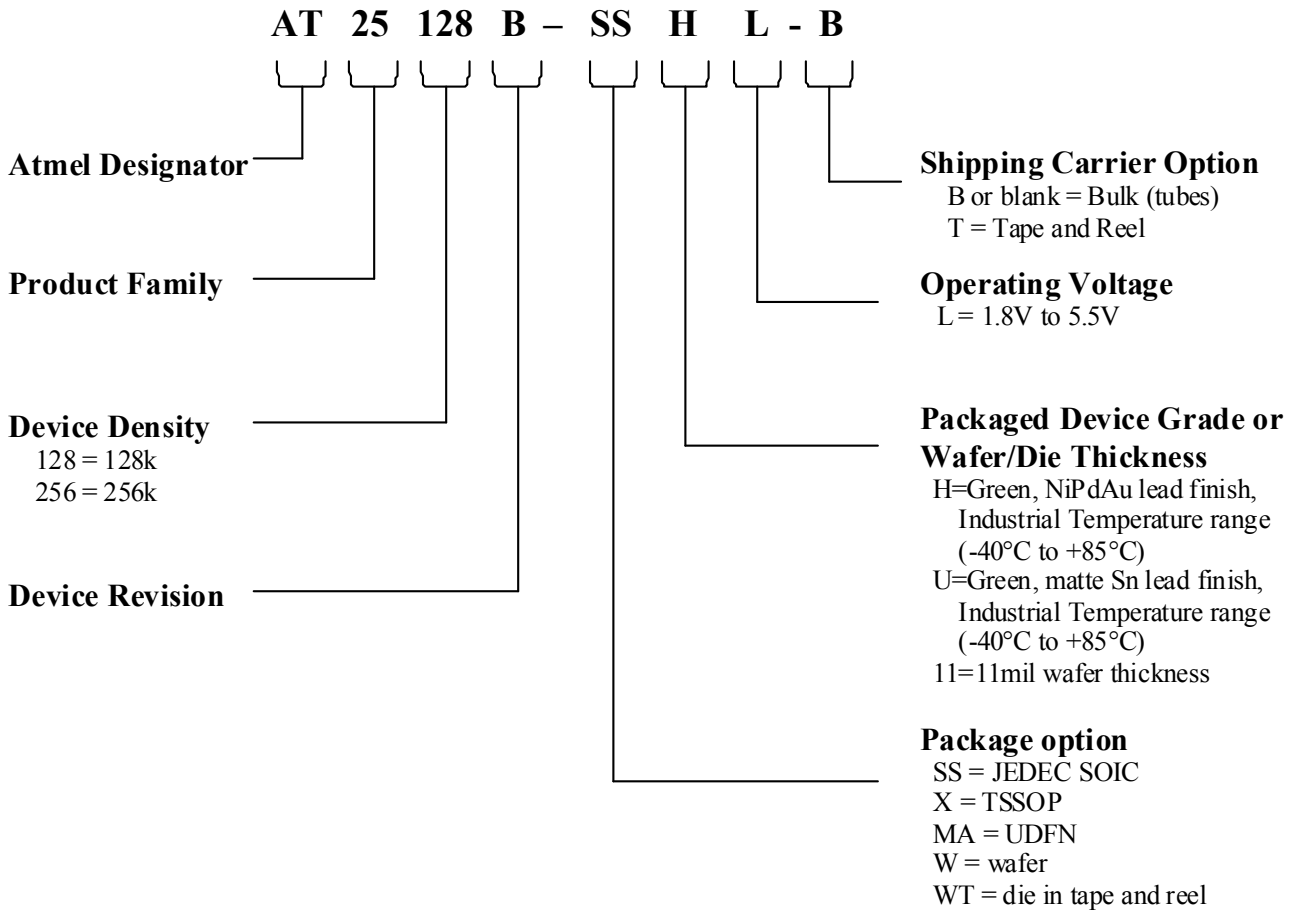 AT 25 128 B – SS H L - B
Atmel Designator
Product Family
Device Density
128 = 128k
256 = 256k
Device Revision
Shipping Carrier Option
B or blank = Bulk (tubes)
T = Tape and Reel
Operating Voltage
L = 1.8V to 5.5V
Packaged Device Grade or
Wafer/Die Thickness
H=Green, NiPdAu lead finish,
Industrial Temperature range
(-40°C to +85°C)
U=Green, matte Sn lead finish,
Industrial Temperature range
(-40°C to +85°C)
11=11mil wafer thickness
Package option
SS = JEDEC SOIC
X = TSSOP
MA = UDFN
W = wafer
WT = die in tape and reel